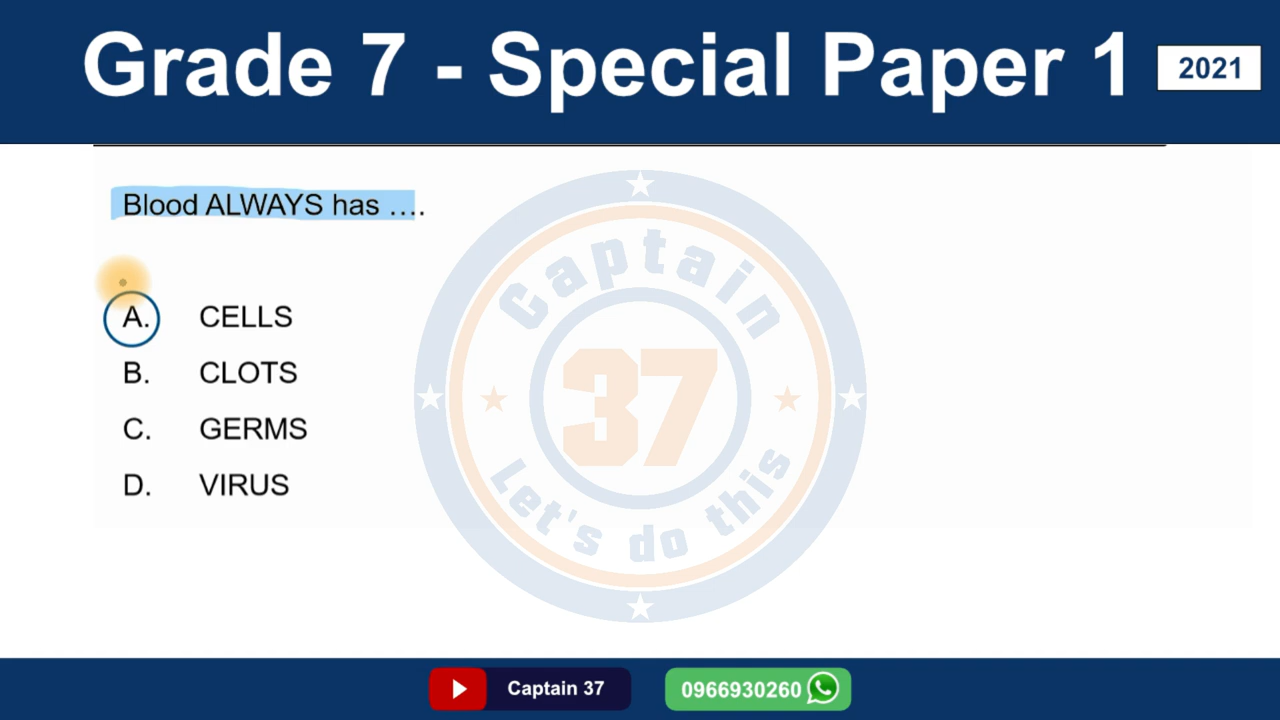 Grade 7 - Special Paper 1
2021
Blood ALWAYS has ....
A. CELLS
B. CLOTS
C. GERMS
D. VIRUS
Captain
37
Let's do this
Captain 37
0966930260